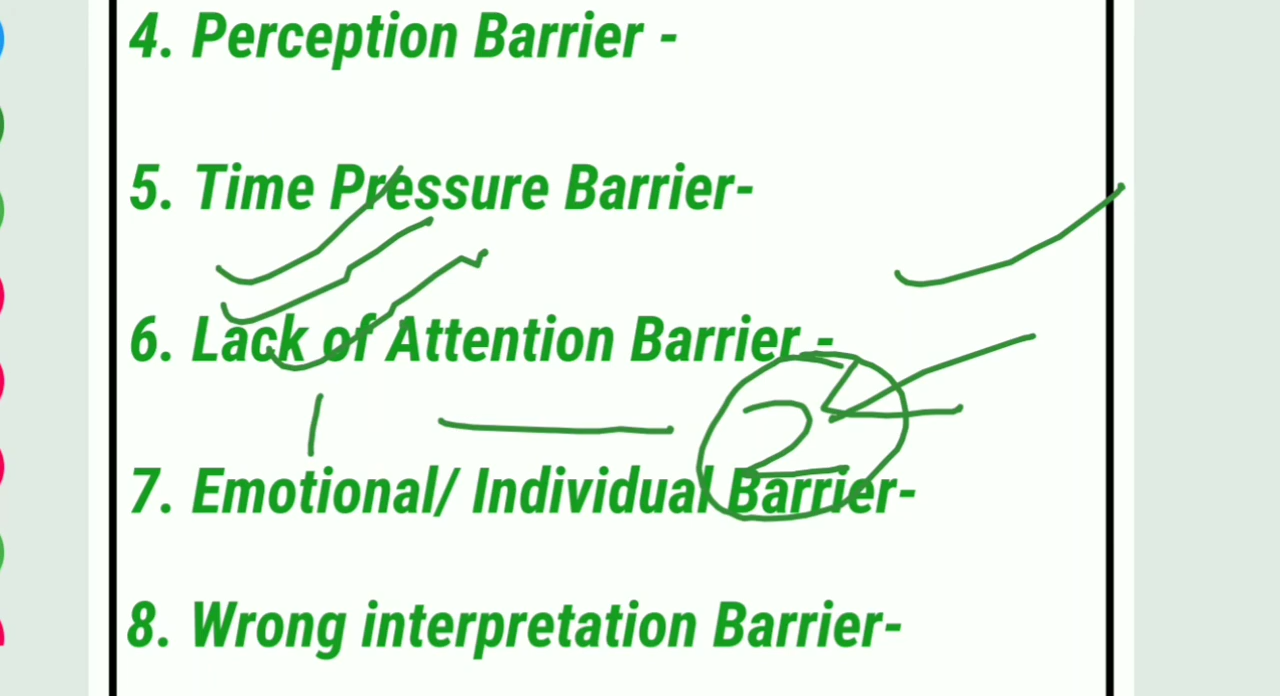 4. Perception Barrier -
5. Time Pressure Barrier-
6. Lack of Attention Barrier -
2
7. Emotional/ Individual Barrier-
8. Wrong interpretation Barrier-